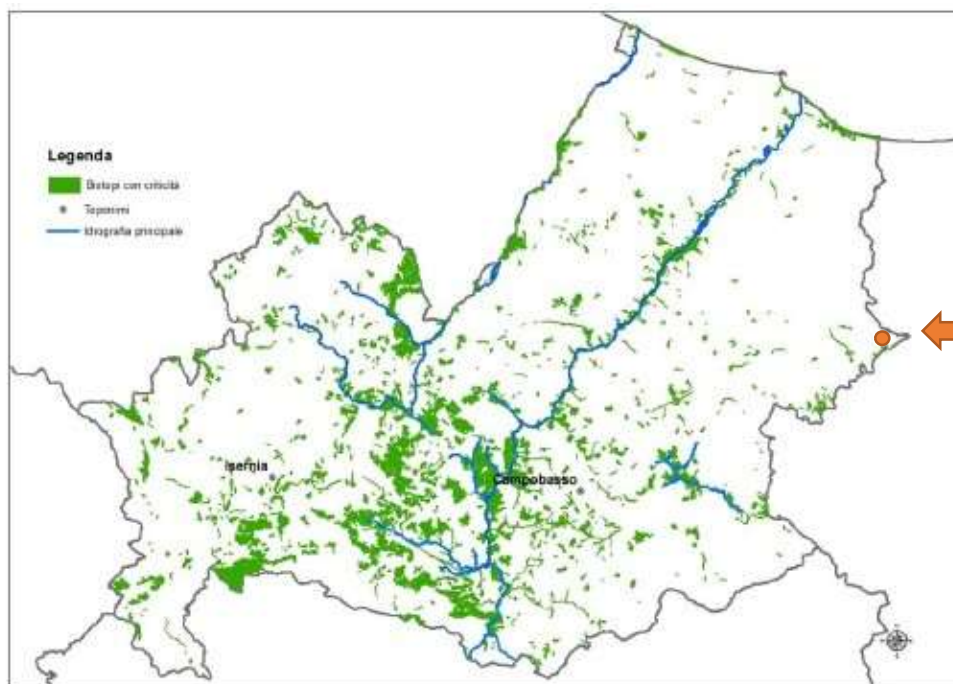 Legenda
Biotopi con criticità
Toponimi
Idrografia principale
Isernia
Campobasso